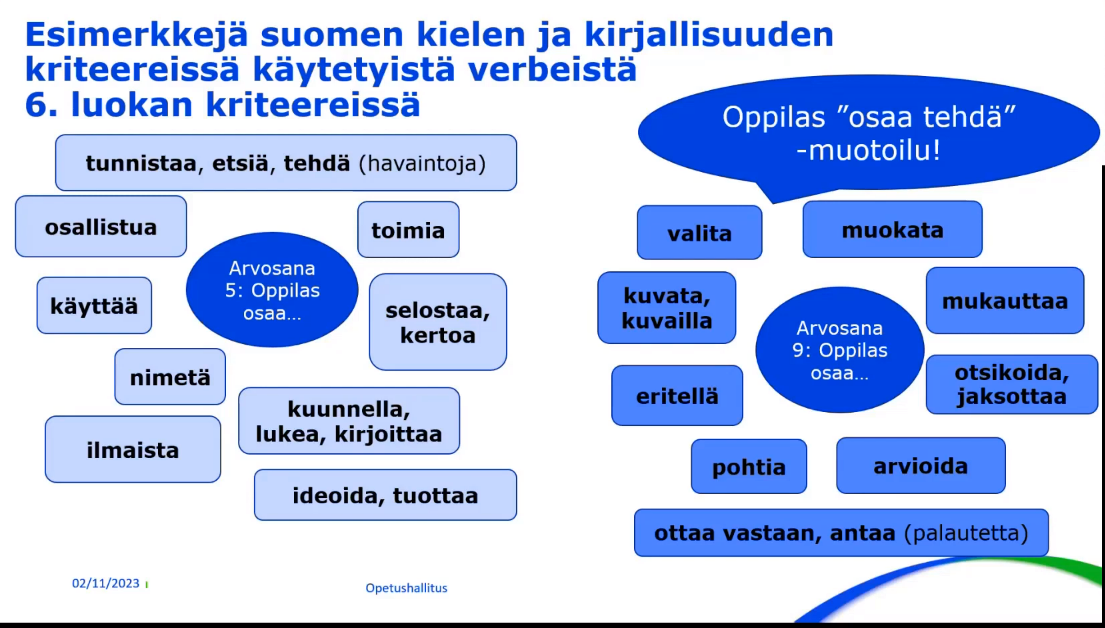 Esimerkkejä suomen kielen ja kirjallisuuden
kriteereissä käytetyistä verbeistä
6. luokan kriteereissä
Oppilas ”osaa tehdä”
-muotoilu!
tunnistaa, etsiä, tehdä (havaintoja)
osallistua
toimia
Arvosana
5: Oppilas
osaa…
käyttää
selostaa,
kertoa
nimetä
kuunnella,
lukea, kirjoittaa
ilmaista
ideoida, tuottaa
valita
muokata
kuvata,
kuvailla
mukauttaa
Arvosana
9: Oppilas
osaa…
eritellä
otsikoida,
jaksottaa
pohtia
arvioida
ottaa vastaan, antaa (palautetta)
02/11/2023
Opetushallitus